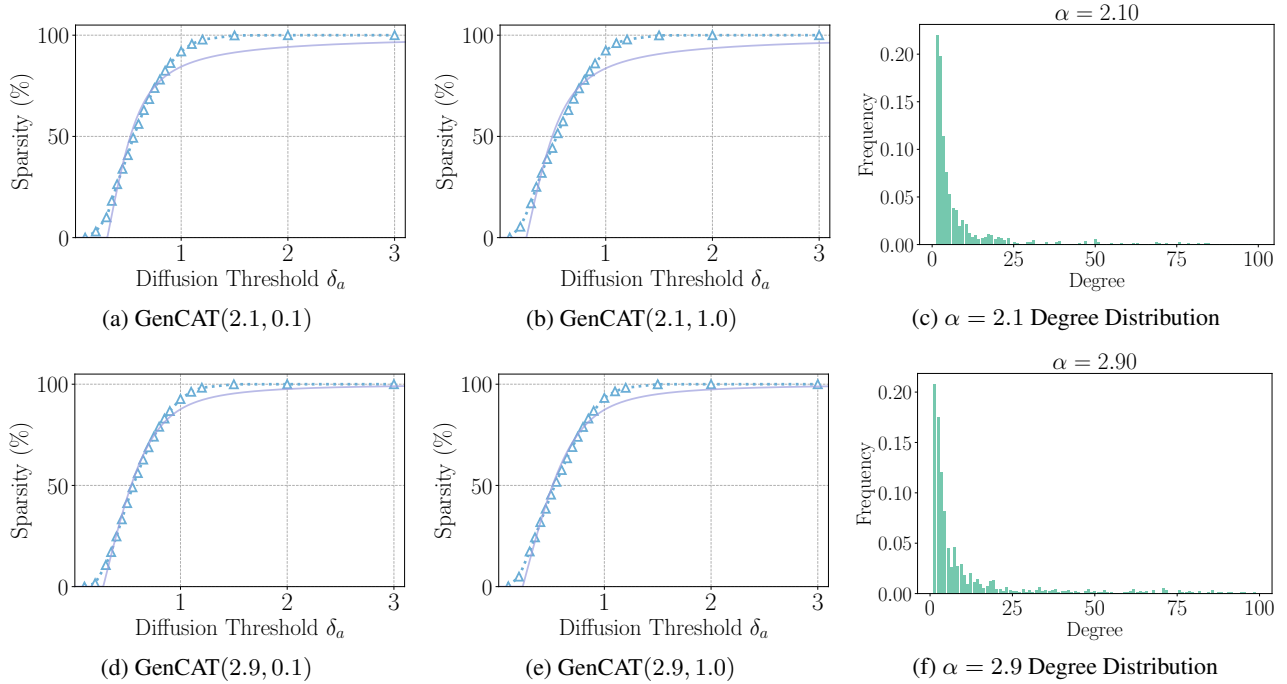 Sparsity (%)
100
50
0
1
2
3
Diffusion Threshold δₐ
(a) GenCAT(2.1, 0.1)
Sparsity (%)
100
50
0
1
2
3
Diffusion Threshold δₐ
(b) GenCAT(2.1, 1.0)
α = 2.10
Frequency
0.20
0.15
0.10
0.05
0.00
0
25
50
75
100
Degree
(c) α = 2.1 Degree Distribution
Sparsity (%)
100
50
0
1
2
3
Diffusion Threshold δₐ
(d) GenCAT(2.9, 0.1)
Sparsity (%)
100
50
0
1
2
3
Diffusion Threshold δₐ
(e) GenCAT(2.9, 1.0)
α = 2.90
Frequency
0.20
0.15
0.10
0.05
0.00
0
25
50
75
100
Degree
(f) α = 2.9 Degree Distribution